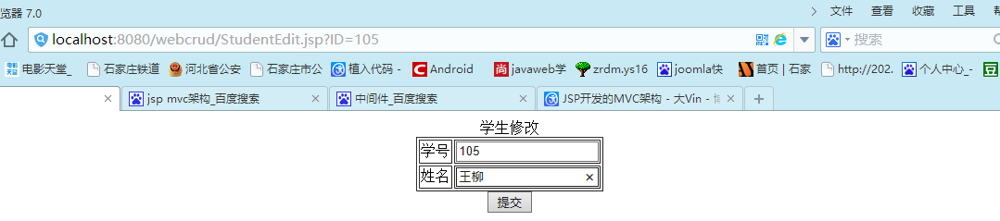 览器 7.0
文件 查看 收藏 工具
localhost:8080/webcrud/StudentEdit.jsp?ID=105
搜索
电影天堂_ 石家庄铁道 河北省公安 石家庄市公 植入代码 - Android javaweb学 zrdm.ys16 joomla快 首页 | 石家 http://202. 个人中心_-
jsp mvc架构_百度搜索 中间件_百度搜索 JSP开发的MVC架构 - 大Vin -
学生修改
学号 105
姓名 王柳
提交